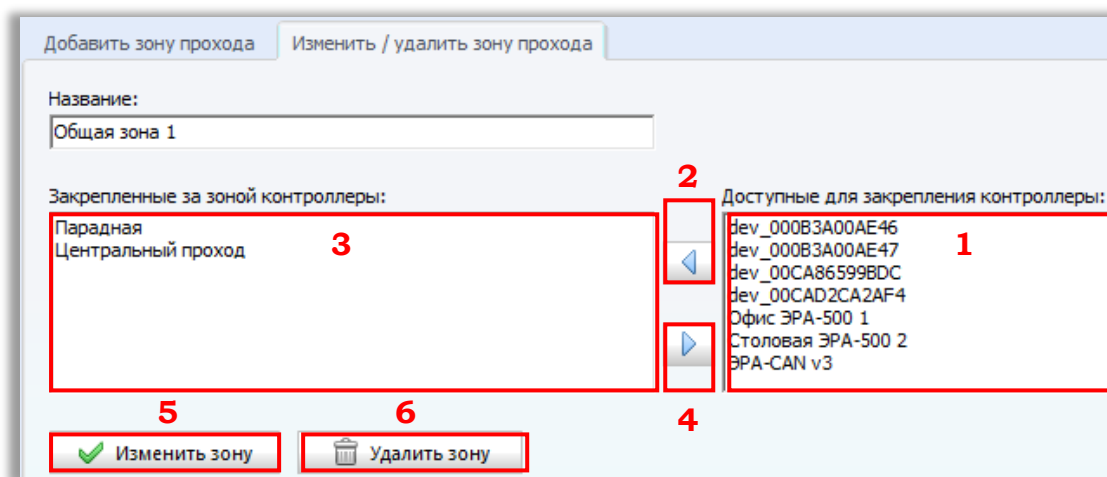 Добавить зону прохода
Изменить / удалить зону прохода
Название:
Общая зона 1
2
Закрепленные за зоной контроллеры:
Доступные для закрепления контроллеры:
Парадная
Центральный проход
3
dev_000B3A00AE46
dev_000B3A00AE47
dev_00CA86599BDC
dev_00CAD2CA2AF4
Офис ЭРА-500 1
Столовая ЭРА-500 2
ЭРА-CAN v3
1
4
5
6
Изменить зону
Удалить зону